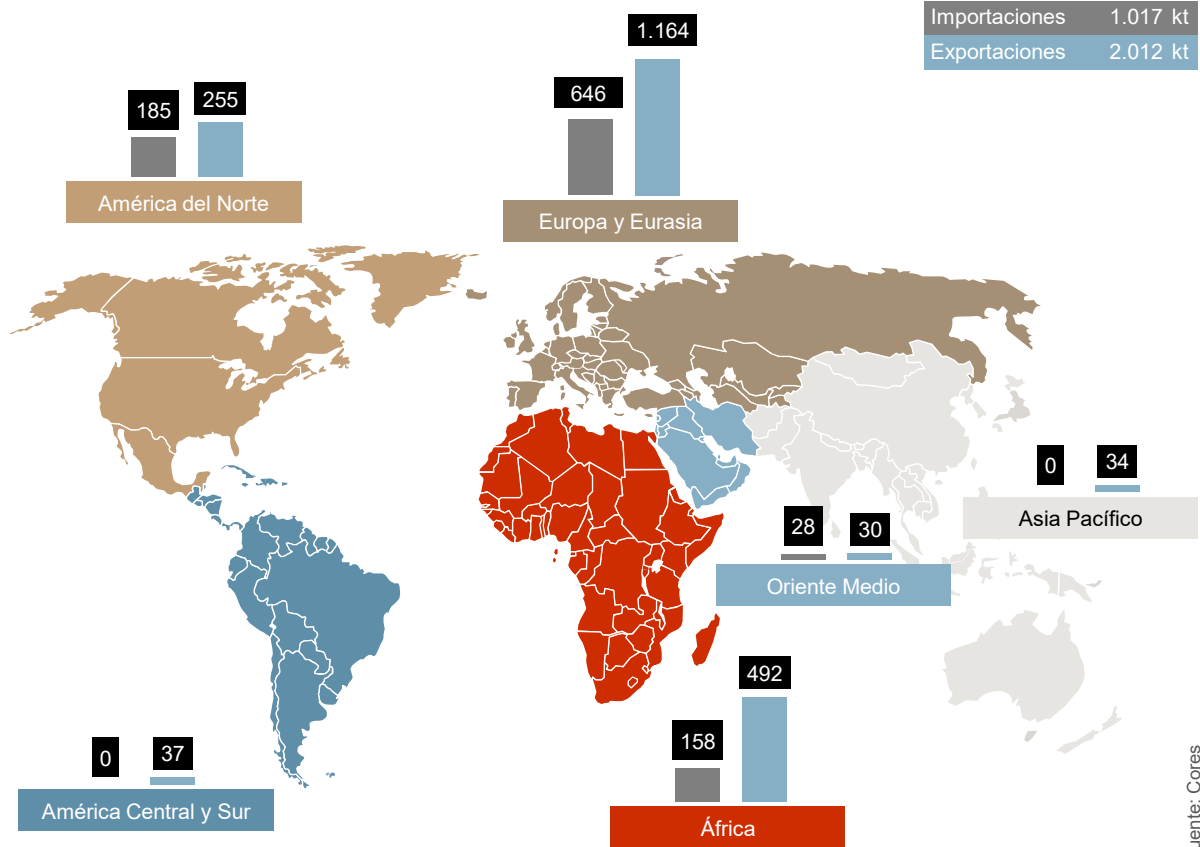 Importaciones 1.017 kt
Exportaciones 2.012 kt
1.164
646
185 255
América del Norte
Europa y Eurasia
0 34
Asia Pacífico
28 30
Oriente Medio
492
158
África
0 37
América Central y Sur
uente: Cores